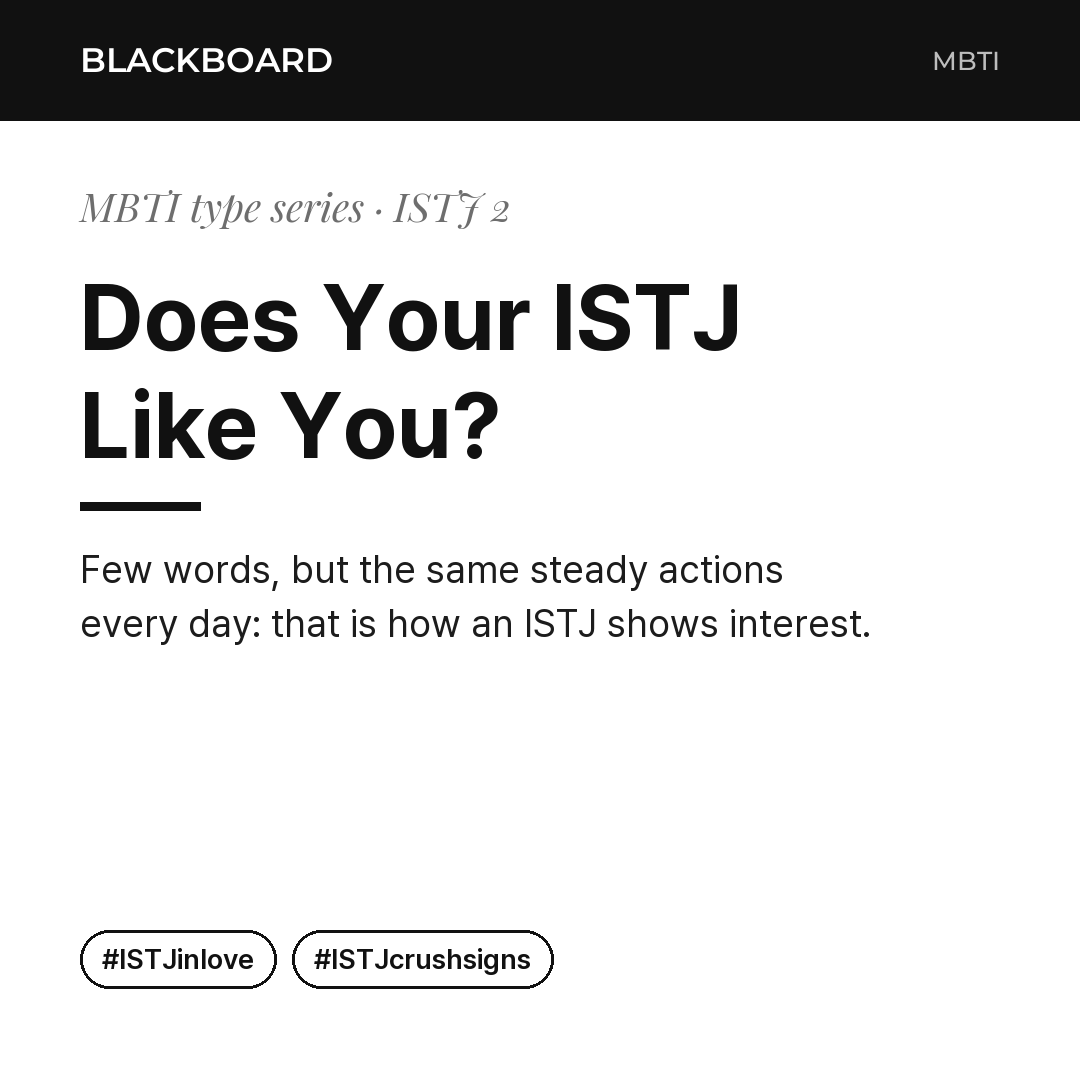 BLACKBOARD
MBTI
MBTI type series · ISTJ 2
Does Your ISTJ
Like You?
Few words, but the same steady actions
every day: that is how an ISTJ shows interest.
#ISTJinlove
#ISTJcrushsigns